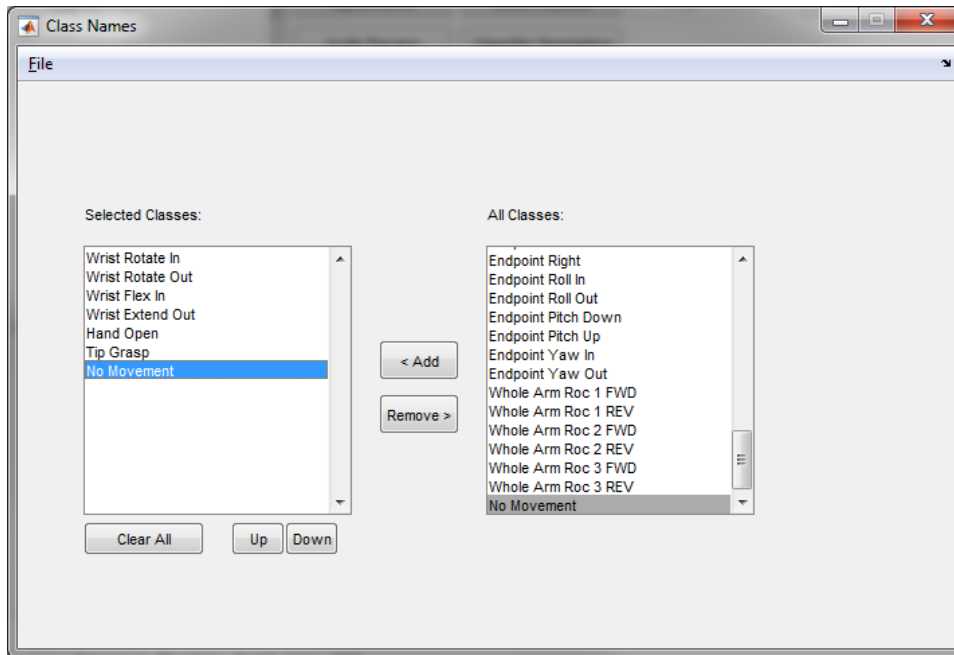 Class Names
File
Selected Classes:
Wrist Rotate In
Wrist Rotate Out
Wrist Flex In
Wrist Extend Out
Hand Open
Tip Grasp
No Movement
< Add
Remove >
Clear All
Up
Down
All Classes:
Endpoint Right
Endpoint Roll In
Endpoint Roll Out
Endpoint Pitch Down
Endpoint Pitch Up
Endpoint Yaw In
Endpoint Yaw Out
Whole Arm Roc 1 FWD
Whole Arm Roc 1 REV
Whole Arm Roc 2 FWD
Whole Arm Roc 2 REV
Whole Arm Roc 3 FWD
Whole Arm Roc 3 REV
No Movement